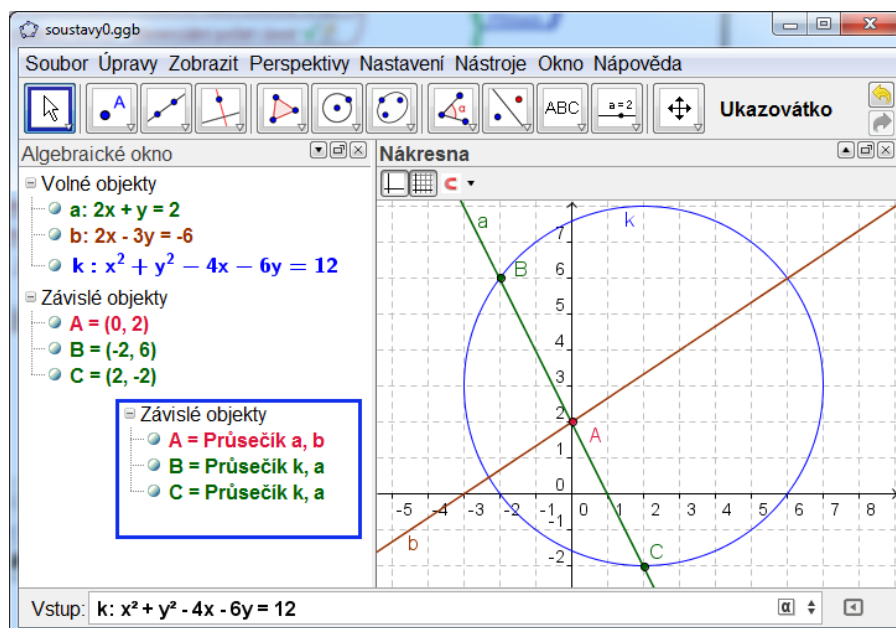 soustavy0.ggb
Soubor Úpravy Zobrazit Perspektivy Nastavení Nástroje Okno Nápověda
A α ABC a = 2 Ukazovátko
Algebraické okno
Volné objekty
a: 2x + y = 2
b: 2x - 3y = -6
k : x² + y² − 4x − 6y = 12
Závislé objekty
A = (0, 2)
B = (-2, 6)
C = (2, -2)
Závislé objekty
A = Průsečík a, b
B = Průsečík k, a
C = Průsečík k, a
Nákresna
a k
7
B
6
5
4
3
2
A
1
0
-5 -4 -3 -2 -1 0 1 2 3 4 5 6 7 8
-1
b
C
-2
Vstup: k: x² + y² - 4x - 6y = 12 α